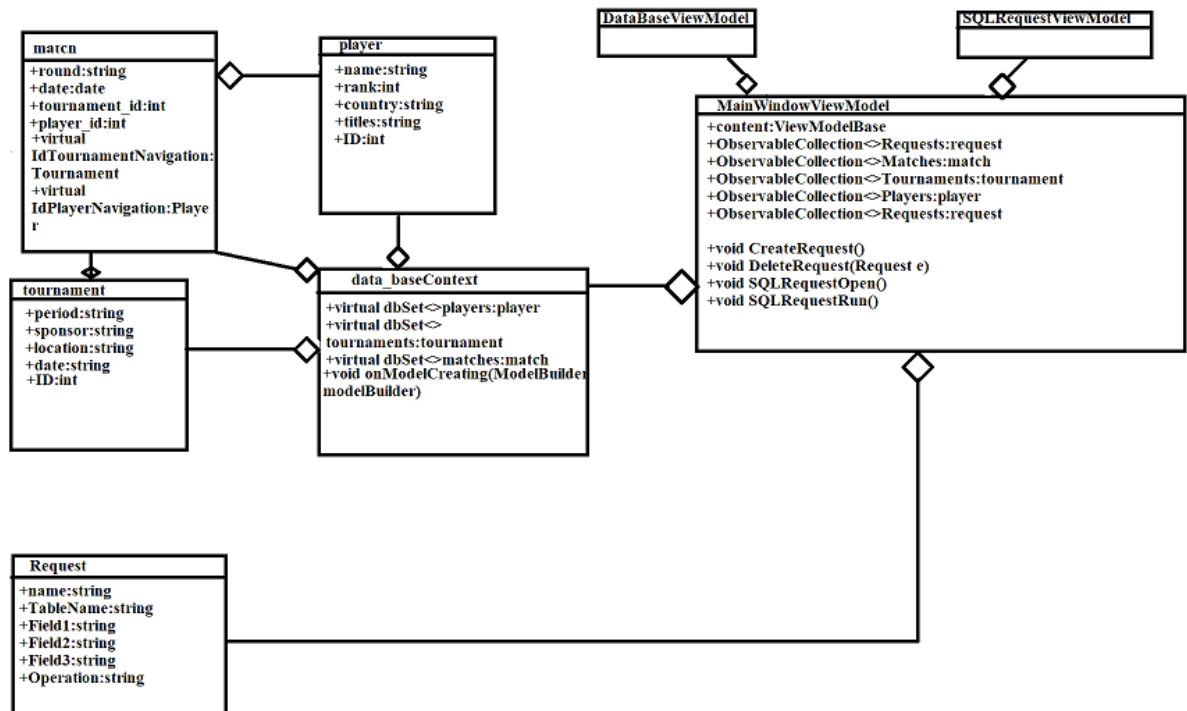 matcn
+round:string
+date:date
+tournament_id:int
+player_id:int
+virtual
IdTournamentNavigation:
Tournament
+virtual
IdPlayerNavigation:Playe
r
player
+name:string
+rank:int
+country:string
+titles:string
+ID:int
DataBaseViewModel
SQLRequestViewModel
MainWindowViewModel
+content:ViewModelBase
+ObservableCollection<>Requests:request
+ObservableCollection<>Matches:match
+ObservableCollection<>Tournaments:tournament
+ObservableCollection<>Players:player
+ObservableCollection<>Requests:request
+void CreateRequest()
+void DeleteRequest(Request e)
+void SQLRequestOpen()
+void SQLRequestRun()
tournament
+period:string
+sponsor:string
+location:string
+date:string
+ID:int
data_baseContext
+virtual dbSet<>players:player
+virtual dbSet<>
tournaments:tournament
+virtual dbSet<>matches:match
+void onModelCreating(ModelBuilder
modelBuilder)
Request
+name:string
+TableName:string
+Field1:string
+Field2:string
+Field3:string
+Operation:string